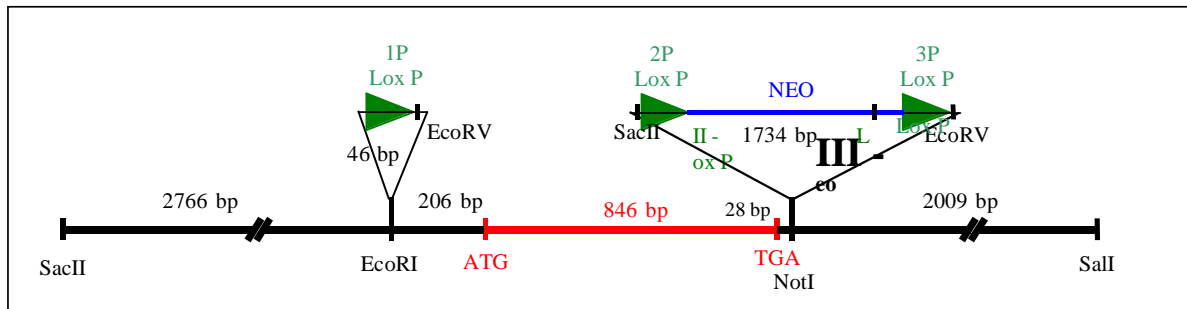 1P
Lox P
2P
Lox P
3P
Lox P
NEO
EcoRV
SacII
1734 bp
Lox P
EcoRV
46 bp
II -
ox P
L
III -
co
2766 bp
206 bp
846 bp
28 bp
2009 bp
SacII
EcoRI
ATG
TGA
NotI
SalI